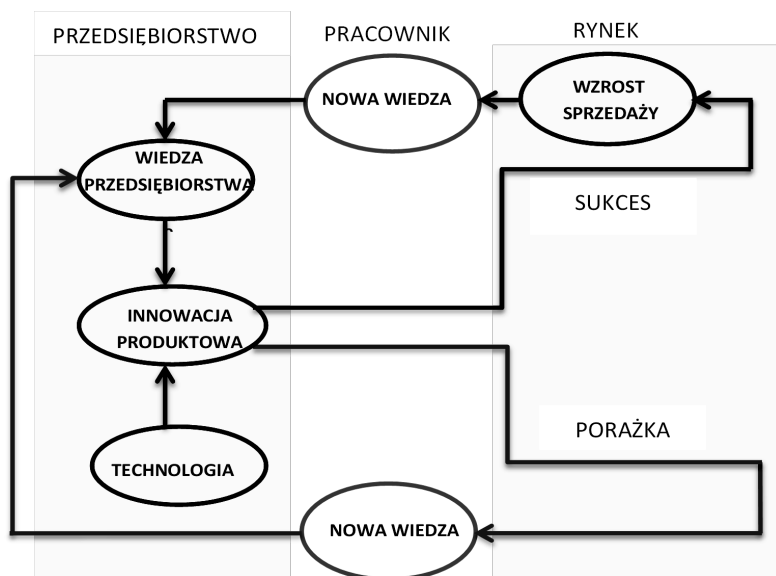 PRZEDSIĘBIORSTWO
PRACOWNIK
RYNEK
NOWA WIEDZA
WZROST
SPRZEDAŻY
WIEDZA
PRZEDSIĘBIORSTWA
SUKCES
INNOWACJA
PRODUKTOWA
PORAŻKA
TECHNOLOGIA
NOWA WIEDZA